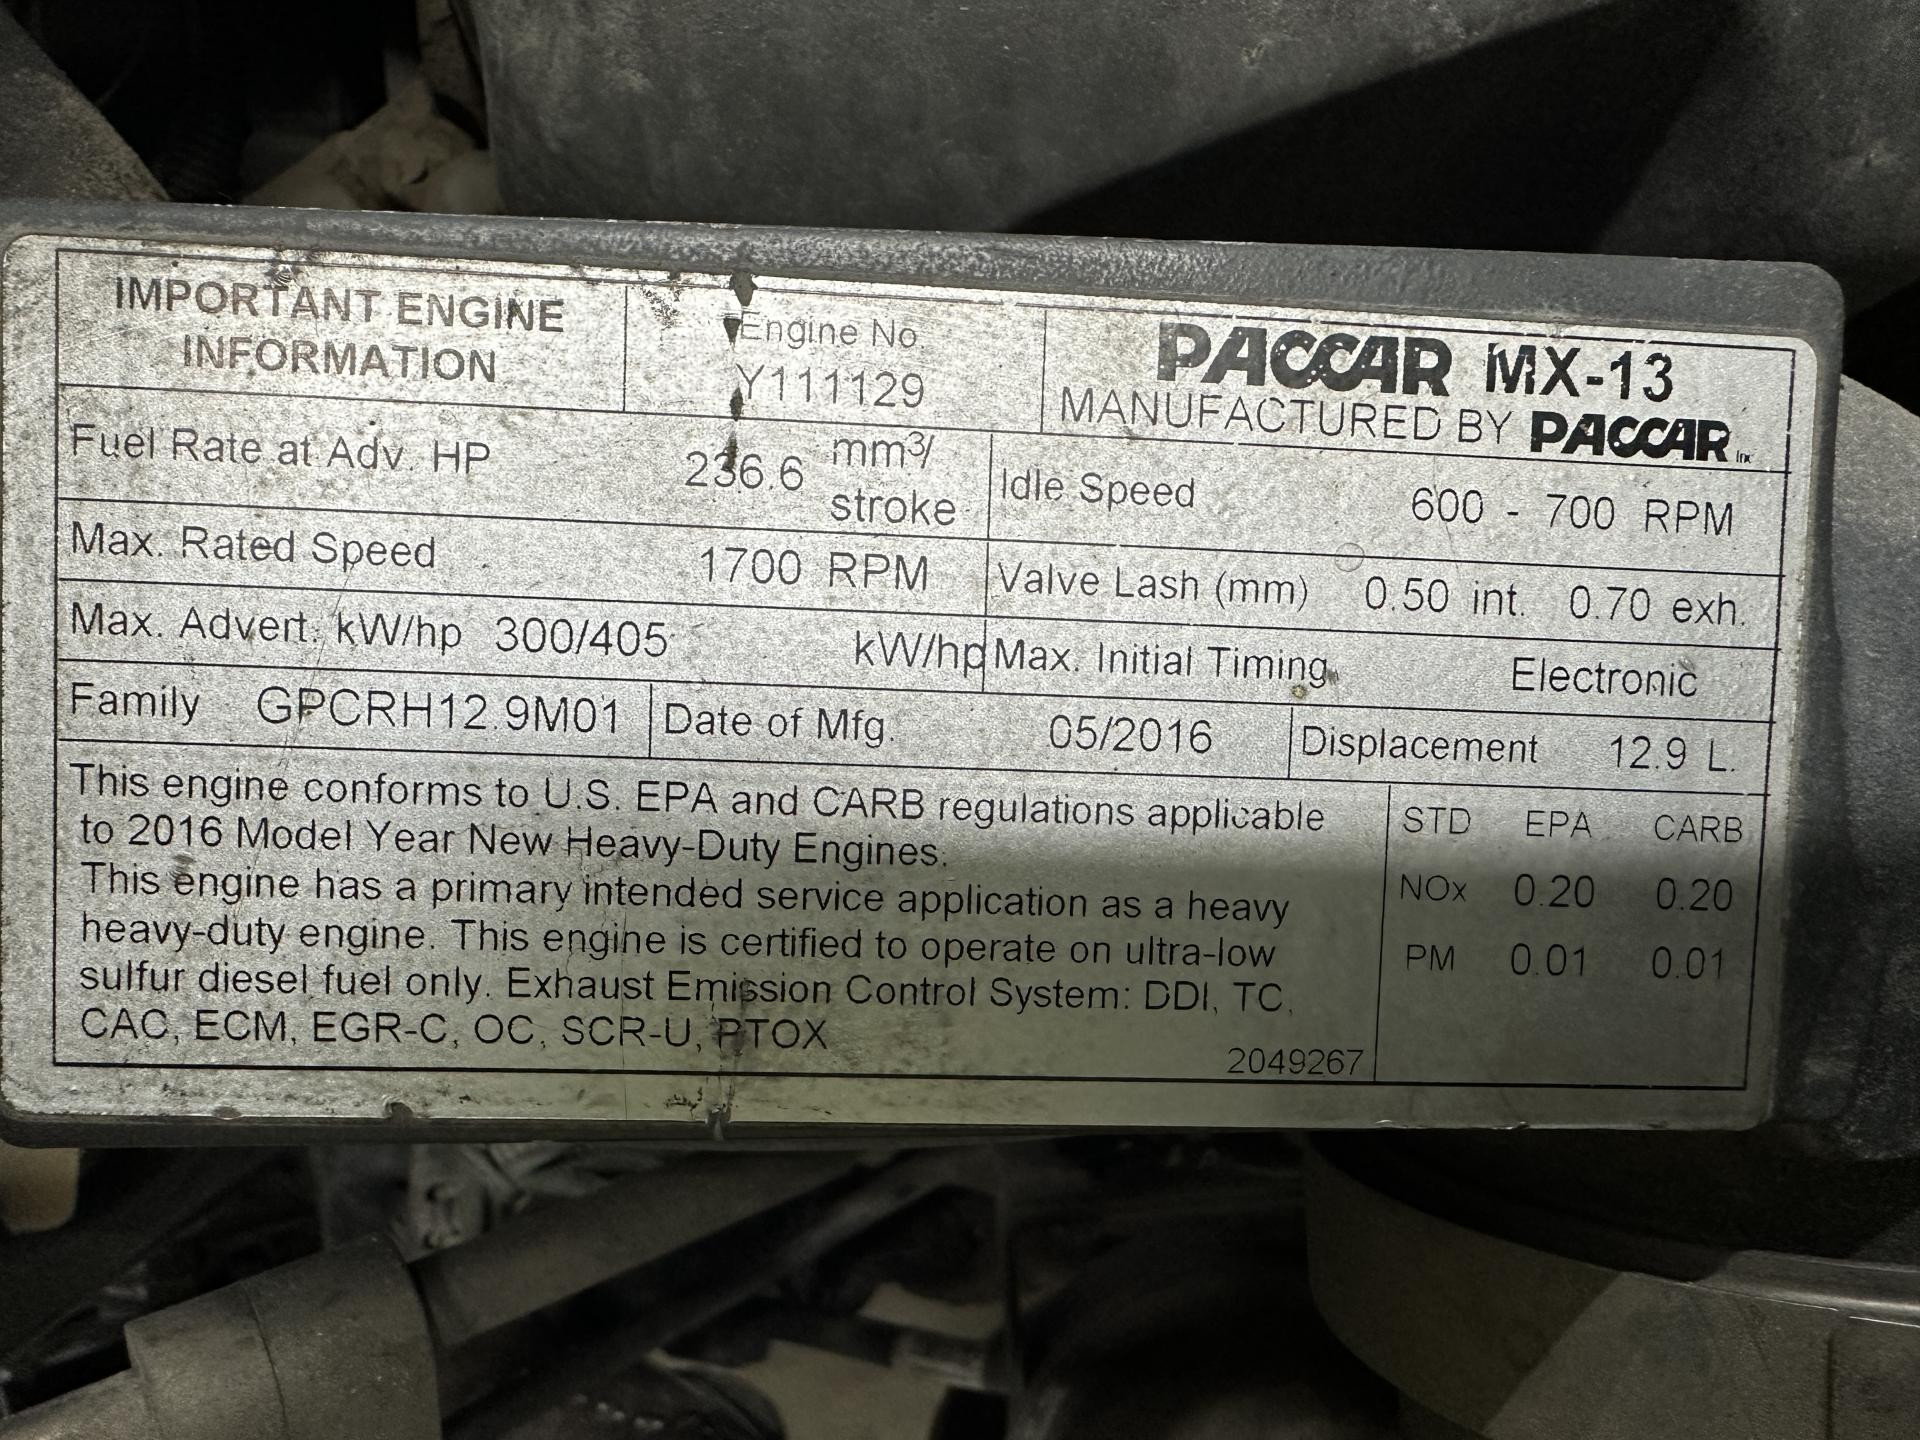 IMPORTANT ENGINE
INFORMATION
Engine No.
Y111129
PACCAR MX-13
MANUFACTURED BY PACCAR Inc
Fuel Rate at Adv. HP 236.6 mm³/
stroke
Idle Speed 600 - 700 RPM
Max. Rated Speed 1700 RPM
Valve Lash (mm) 0.50 int. 0.70 exh.
Max. Advert. kW/hp 300/405 kW/hp
Max. Initial Timing Electronic
Family GPCRH12.9M01
Date of Mfg. 05/2016
Displacement 12.9 L.
This engine conforms to U.S. EPA and CARB regulations applicable
to 2016 Model Year New Heavy-Duty Engines.
This engine has a primary intended service application as a heavy
heavy-duty engine. This engine is certified to operate on ultra-low
sulfur diesel fuel only. Exhaust Emission Control System: DDI, TC,
CAC, ECM, EGR-C, OC, SCR-U, PTOX
2049267
STD EPA CARB
NOx 0.20 0.20
PM 0.01 0.01